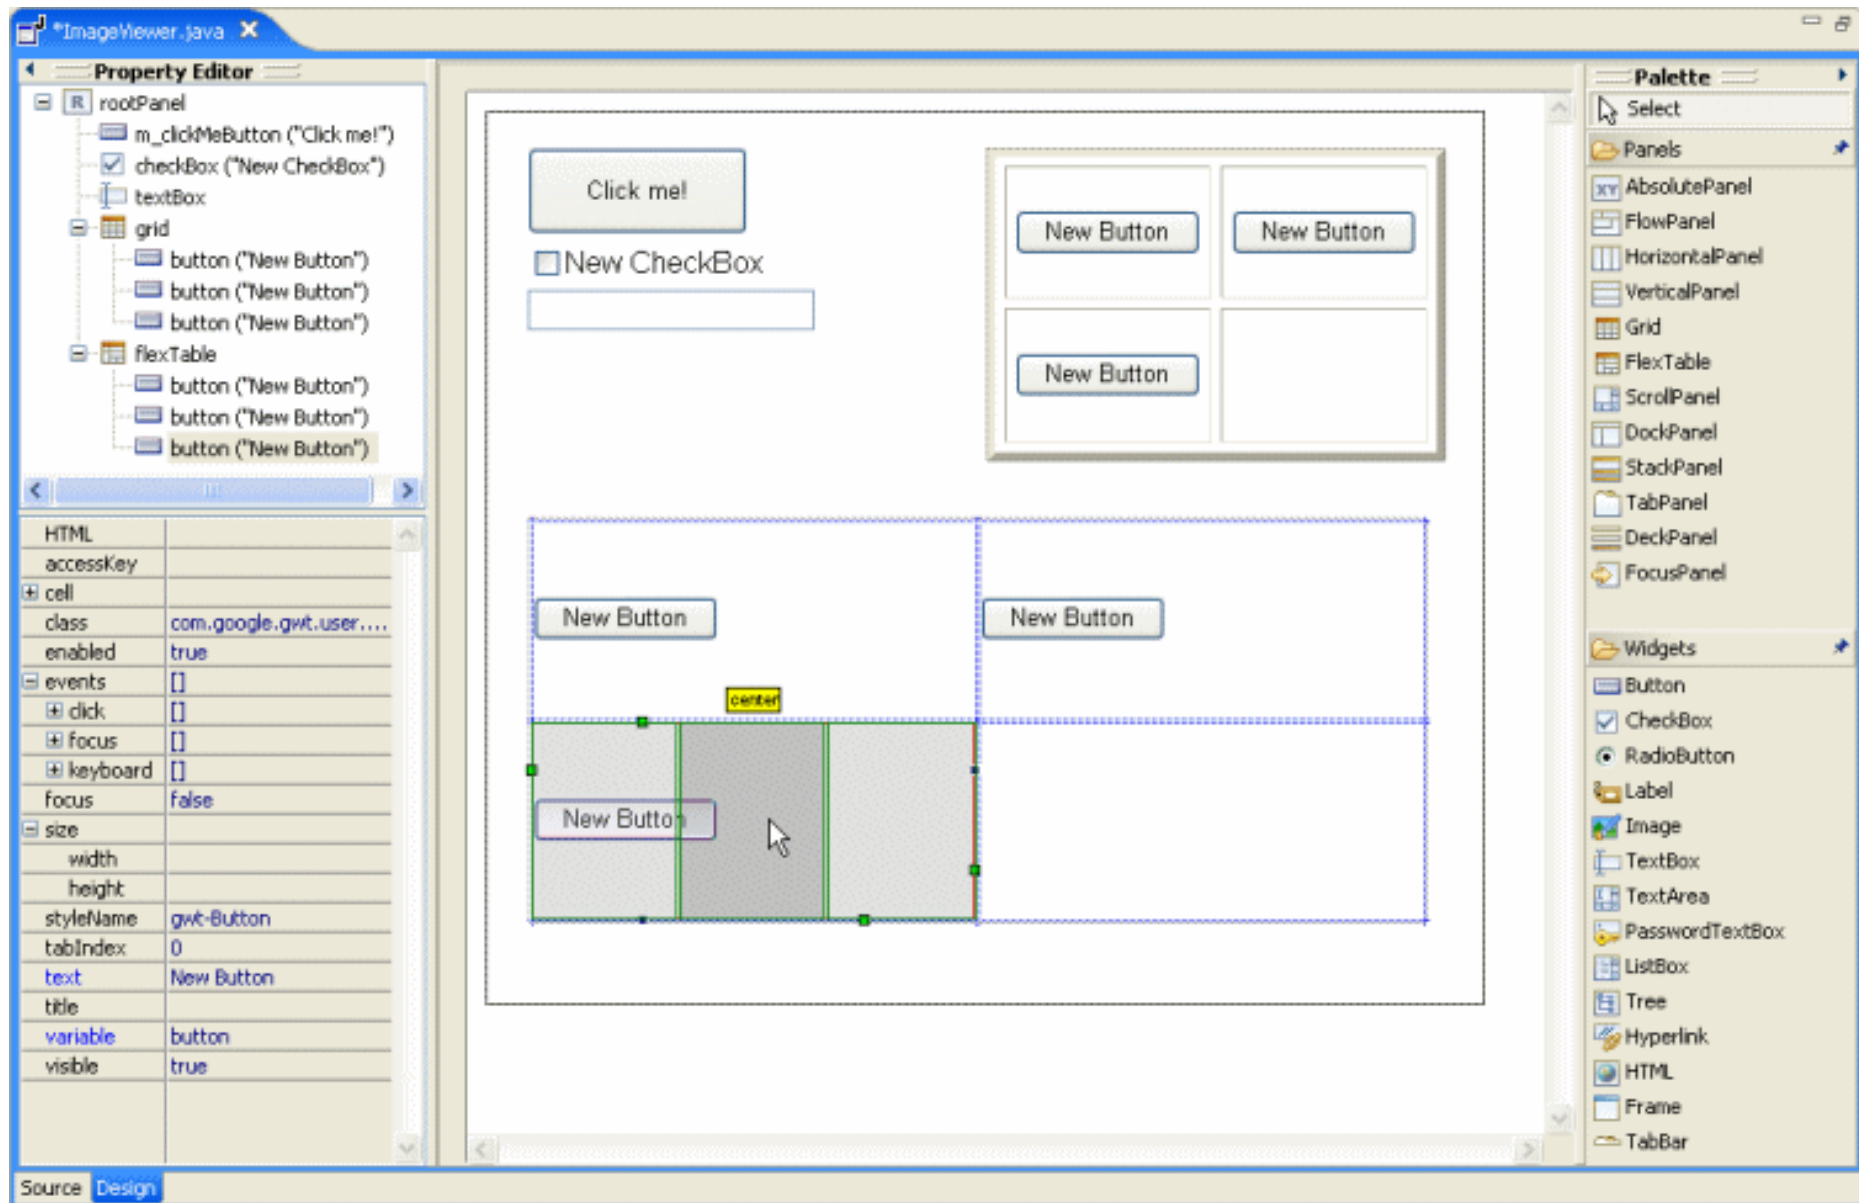 *ImageViewer.java
Property Editor
rootPanel
m_clickMeButton ("Click me!")
checkBox ("New CheckBox")
textBox
grid
button ("New Button")
button ("New Button")
button ("New Button")
flexTable
button ("New Button")
button ("New Button")
button ("New Button")
HTML
accessKey
cell
class com.google.gwt.user....
enabled true
events []
click []
focus []
keyboard []
focus false
size
width
height
styleName gwt-Button
tabIndex 0
text New Button
title
variable button
visible true
Click me!
New CheckBox
New Button New Button
New Button
New Button New Button
center
New Button
Palette
Select
Panels
AbsolutePanel
FlowPanel
HorizontalPanel
VerticalPanel
Grid
FlexTable
ScrollPanel
DockPanel
StackPanel
TabPanel
DeckPanel
FocusPanel
Widgets
Button
CheckBox
RadioButton
Label
Image
TextBox
TextArea
PasswordTextBox
ListBox
Tree
Hyperlink
HTML
Frame
TabBar
Source Design